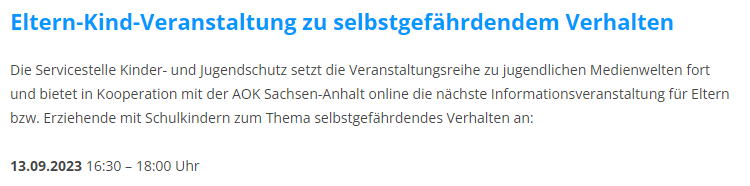 Eltern-Kind-Veranstaltung zu selbstgefährdendem Verhalten
Die Servicestelle Kinder- und Jugendschutz setzt die Veranstaltungsreihe zu jugendlichen Medienwelten fort
und bietet in Kooperation mit der AOK Sachsen-Anhalt online die nächste Informationsveranstaltung für Eltern
bzw. Erziehende mit Schulkindern zum Thema selbstgefährdendes Verhalten an:
13.09.2023 16:30 – 18:00 Uhr